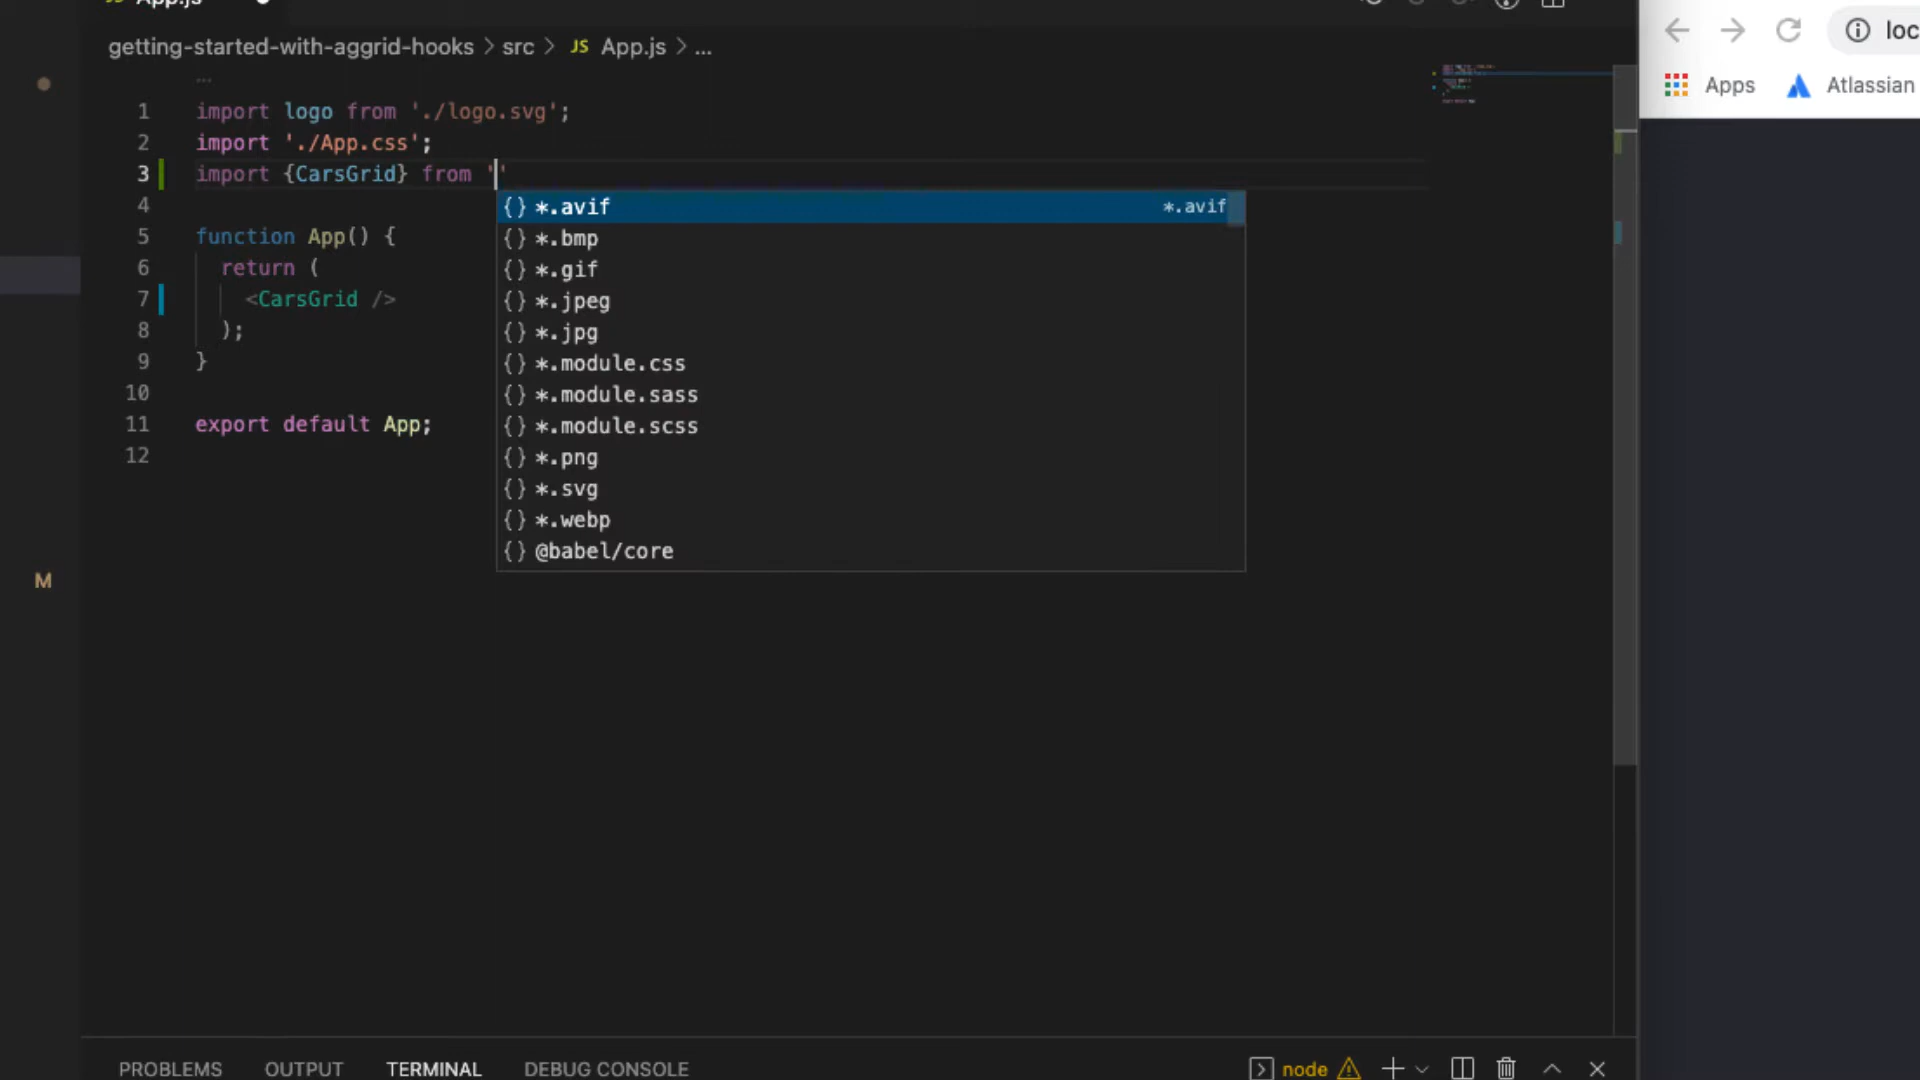 App.js
getting-started-with-aggrid-hooks > src > JS App.js > ...
...
1 import logo from './logo.svg';
2 import './App.css';
3 import {CarsGrid} from ''
4
5 function App() {
6 return (
7 <CarsGrid />
8 );
9 }
10
11 export default App;
12
{} *.avif *.avif
{} *.bmp
{} *.gif
{} *.jpeg
{} *.jpg
{} *.module.css
{} *.module.sass
{} *.module.scss
{} *.png
{} *.svg
{} *.webp
{} @babel/core
M
PROBLEMS OUTPUT TERMINAL DEBUG CONSOLE node
loc
Apps Atlassian